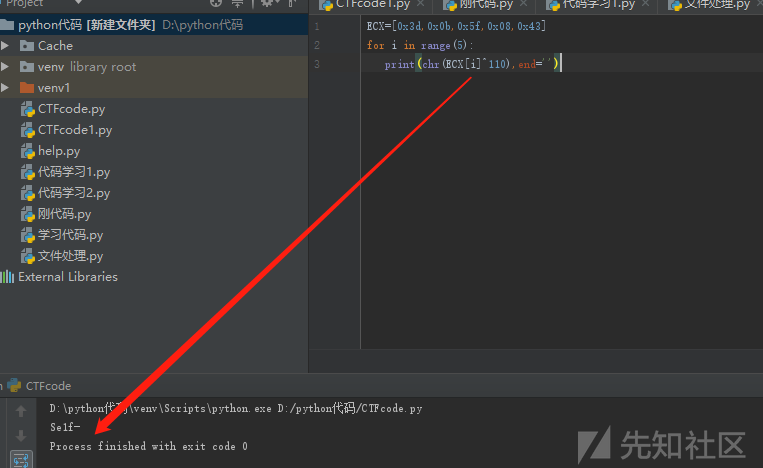 Project
python代码 [新建文件夹] D:\python代码
Cache
venv library root
venv1
CTFcode.py
CTFcode1.py
help.py
代码学习1.py
代码学习2.py
刚代码.py
学习代码.py
文件处理.py
External Libraries
CTFcode1.py
刚代码.py
代码学习1.py
文件处理.py
1 ECX=[0x3d,0x0b,0x5f,0x08,0x43]
2 for i in range(5):
3 print(chr(ECX[i]^110),end='')
CTFcode
D:\python代码\venv\Scripts\python.exe D:/python代码/CTFcode.py
Se1f-
Process finished with exit code 0
先知社区